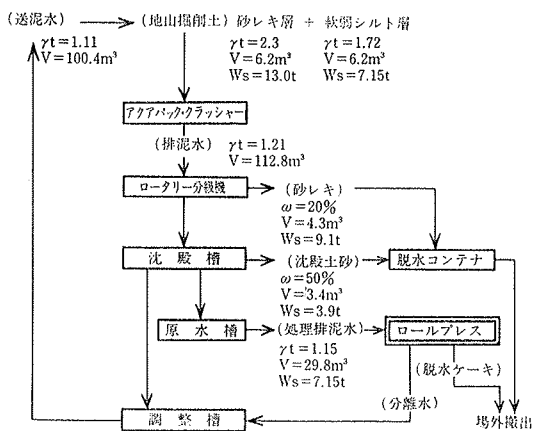 (送泥水)
γt=1.11
V=100.4m³
(地山掘削土) 砂レキ層 + 軟弱シルト層
γt=2.3
V=6.2m³
Ws=13.0t
γt=1.72
V=6.2m³
Ws=7.15t
アクアバック・クラッシャー
(排泥水)
γt=1.21
V=112.8m³
ロータリー分級機
(砂レキ)
ω=20%
V=4.3m³
Ws=9.1t
沈殿槽
(沈殿土砂)
ω=50%
V=3.4m³
Ws=3.9t
脱水コンテナ
原水槽
(処理排泥水)
γt=1.15
V=29.8m³
Ws=7.15t
ロールプレス
(脱水ケーキ)
(分離水)
調整槽
場外搬出